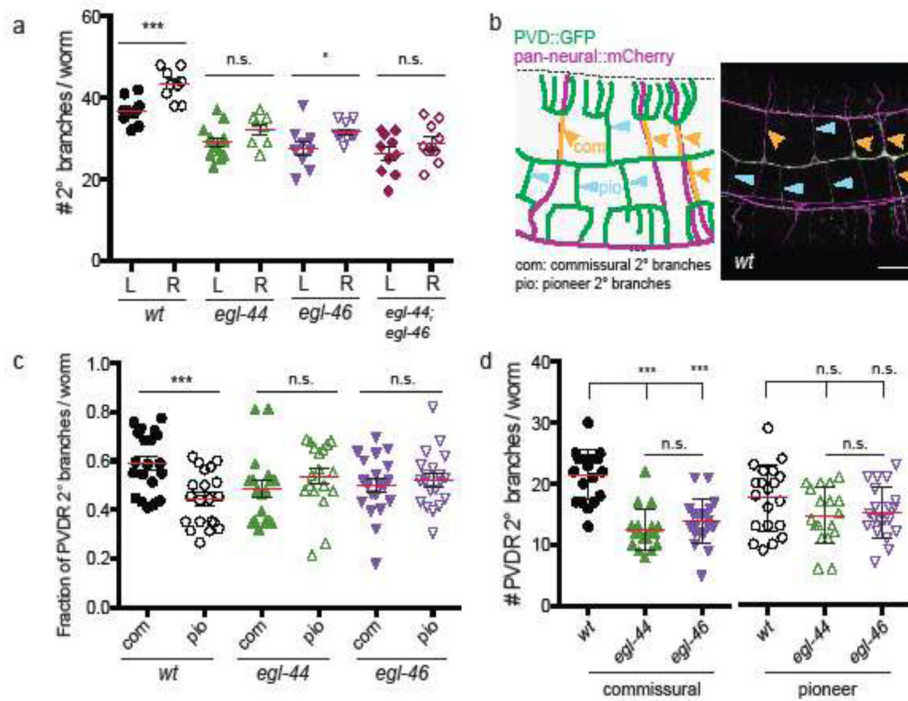 a
# 2° branches / worm
60
40
20
0
***
n.s.
*
n.s.
L R L R L R L R
wt egl-44 egl-46 egl-44;
egl-46
b
PVD::GFP
pan-neural::mCherry
com
pio
com: commissural 2° branches
pio: pioneer 2° branches
wt
c
Fraction of PVDR 2° branches / worm
1.0
0.8
0.6
0.4
0.2
0.0
***
n.s.
n.s.
com pio com pio com pio
wt egl-44 egl-46
d
# PVDR 2° branches / worm
40
30
20
10
0
*** ***
n.s.
n.s. n.s.
n.s.
wt egl-44 egl-46 wt egl-44 egl-46
commissural pioneer